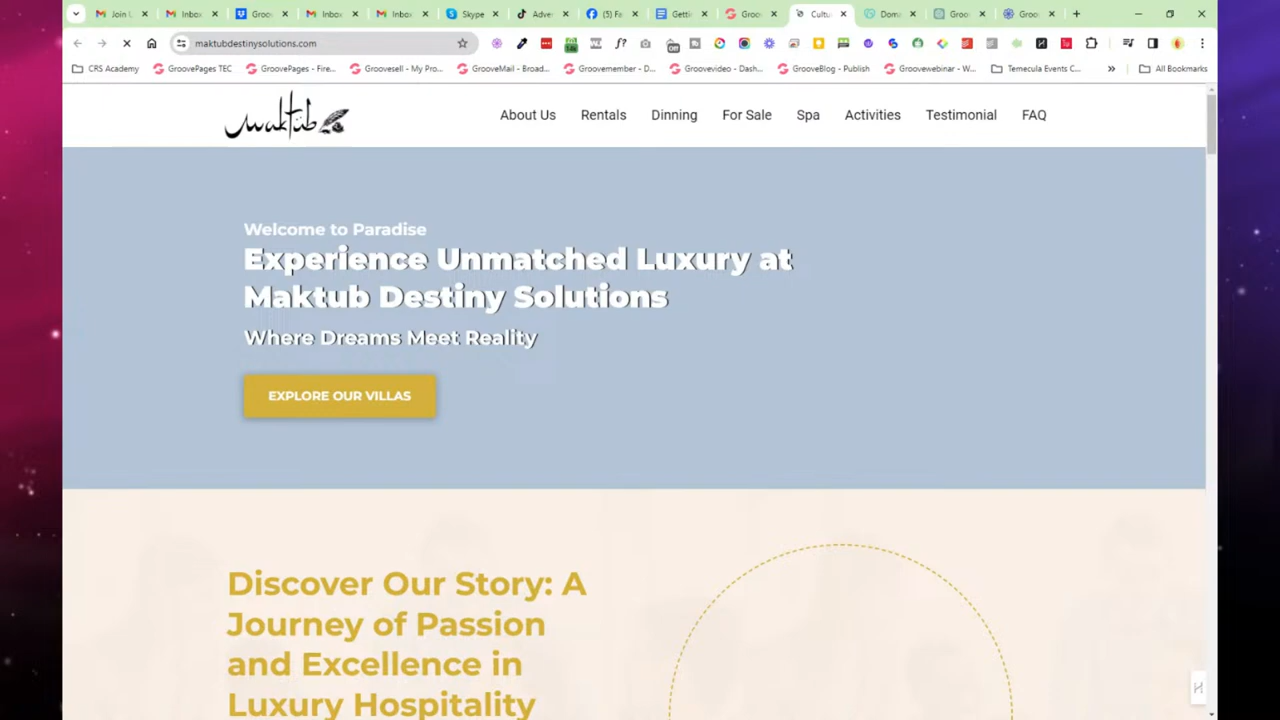 Join I, Inbox Groo Inbox Inbox Skype Adve (5) Fa Getti Groo Cultu Doma Groo Groo
maktubdestinysolutions.com
CRS Academy GroovePages TEC GroovePages - Fire... Groovesell - My Pro... GrooveMail - Broad... Groovemember - D... Groovevideo - Dash... GrooveBlog - Publish Groovewebinar - W... Temecula Events C... » All Bookmarks
Maktub About Us Rentals Dinning For Sale Spa Activities Testimonial FAQ
Welcome to Paradise
Experience Unmatched Luxury at
Maktub Destiny Solutions
Where Dreams Meet Reality
EXPLORE OUR VILLAS
Discover Our Story: A
Journey of Passion
and Excellence in
Luxury Hospitality